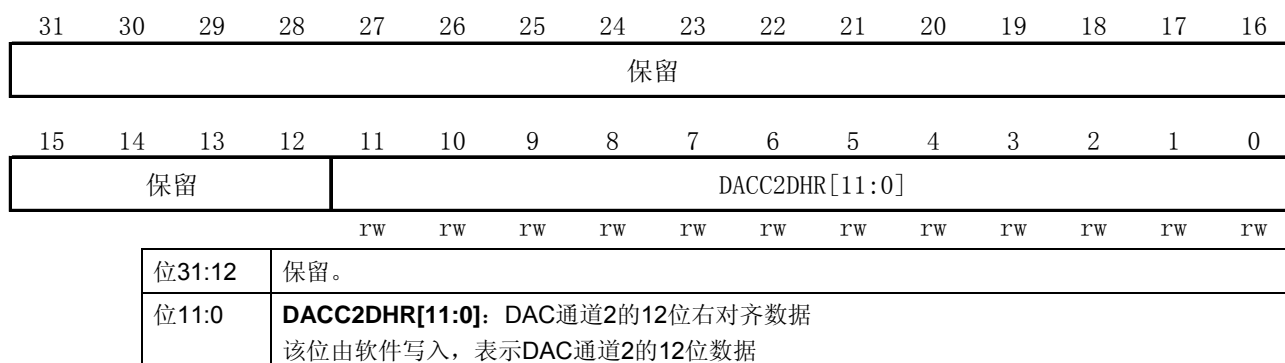 31 30 29 28 27 26 25 24 23 22 21 20 19 18 17 16
保留
15 14 13 12 11 10 9 8 7 6 5 4 3 2 1 0
保留 DACC2DHR[11:0]
rw rw rw rw rw rw rw rw rw rw rw rw
位31:12 保留。
位11:0 DACC2DHR[11:0]：DAC通道2的12位右对齐数据
该位由软件写入，表示DAC通道2的12位数据